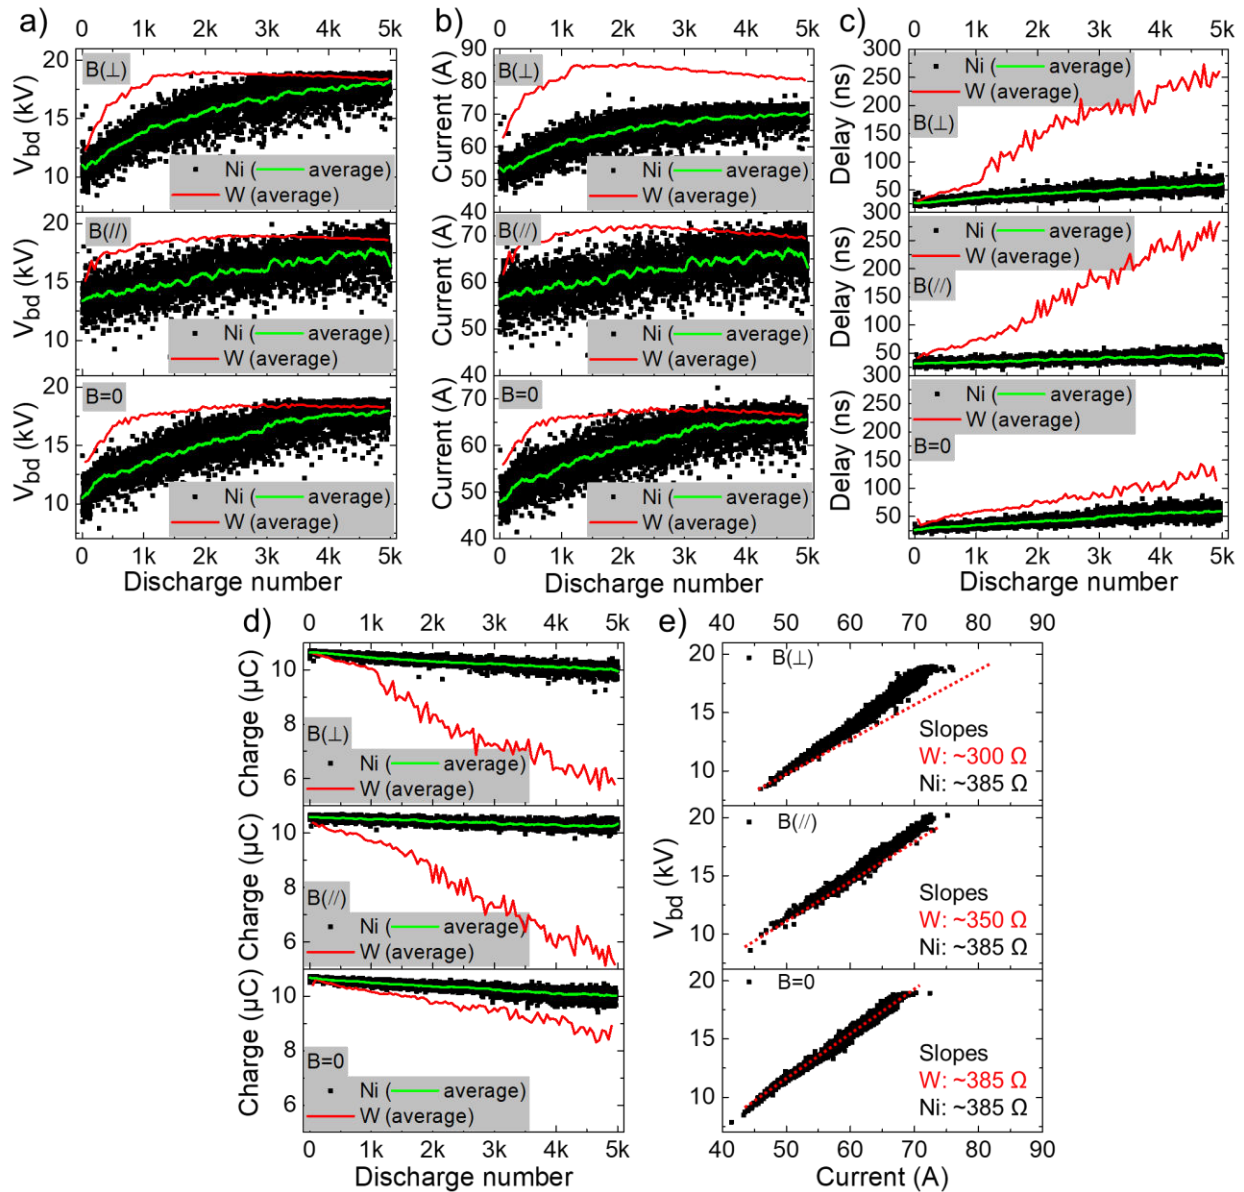 a)
0 1k 2k 3k 4k 5k
V_bd (kV)
20
15
10
B(⊥)
Ni ( average)
W (average)
V_bd (kV)
20
15
10
B(//)
Ni ( average)
W (average)
V_bd (kV)
20
15
10
B=0
Ni ( average)
W (average)
0 1k 2k 3k 4k 5k
Discharge number
b)
0 1k 2k 3k 4k 5k
Current (A)
90
80
70
60
50
40
B(⊥)
Ni ( average)
W (average)
Current (A)
70
60
50
40
B(//)
Ni ( average)
W (average)
Current (A)
70
60
50
40
B=0
Ni ( average)
W (average)
0 1k 2k 3k 4k 5k
Discharge number
c)
0 1k 2k 3k 4k 5k
Delay (ns)
300
250
200
150
100
50
Ni ( average)
W (average)
B(⊥)
Delay (ns)
300
250
200
150
100
50
Ni ( average)
W (average)
B(//)
Delay (ns)
300
250
200
150
100
50
Ni ( average)
W (average)
B=0
0 1k 2k 3k 4k 5k
Discharge number
d)
0 1k 2k 3k 4k 5k
Charge (µC)
10
8
6
B(⊥)
Ni ( average)
W (average)
Charge (µC)
10
8
6
B(//)
Ni ( average)
W (average)
Charge (µC)
10
8
6
B=0
Ni ( average)
W (average)
0 1k 2k 3k 4k 5k
Discharge number
e)
40 50 60 70 80 90
20
15
10
B(⊥)
Slopes
W: ~300 Ω
Ni: ~385 Ω
V_bd (kV)
20
15
10
B(//)
Slopes
W: ~350 Ω
Ni: ~385 Ω
20
15
10
B=0
Slopes
W: ~385 Ω
Ni: ~385 Ω
40 50 60 70 80 90
Current (A)